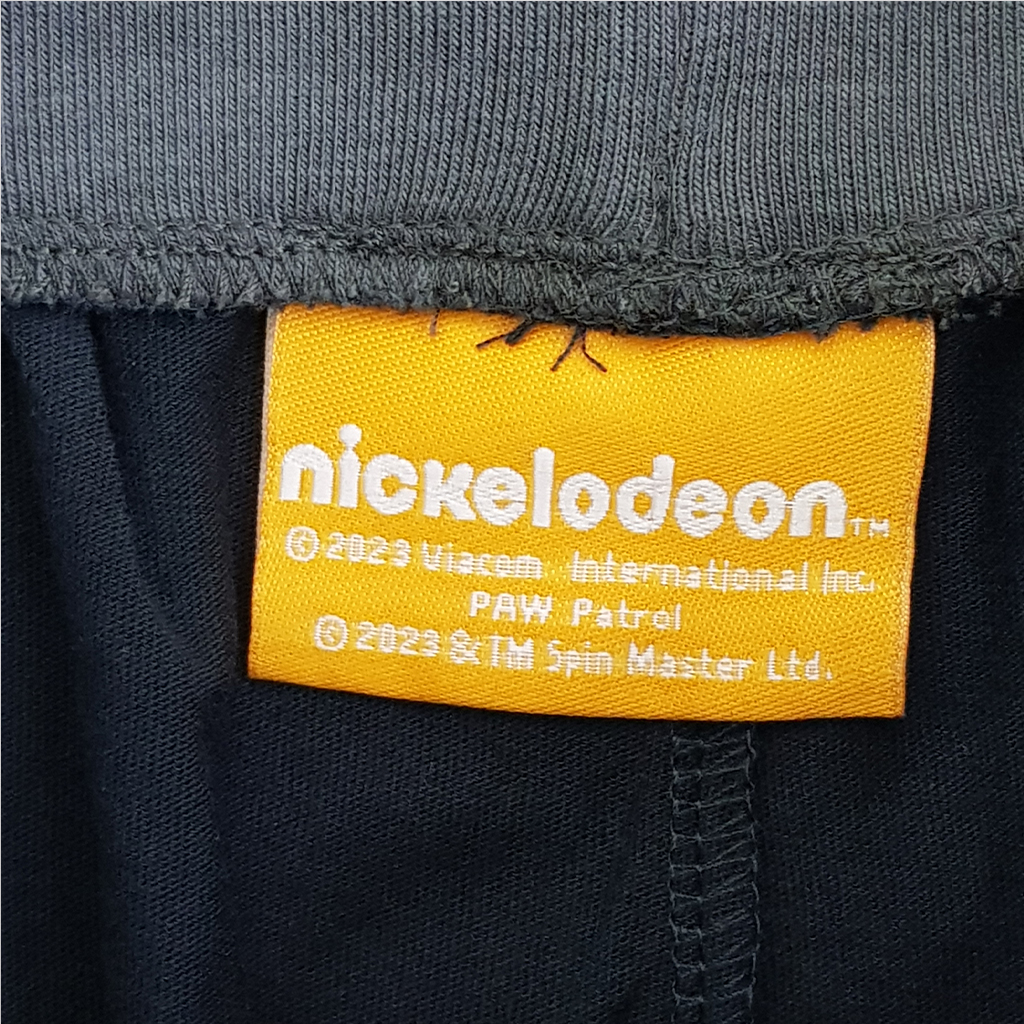 nickelodeon™
© 2023 Viacom International Inc.
PAW Patrol
© 2023 & TM Spin Master Ltd.